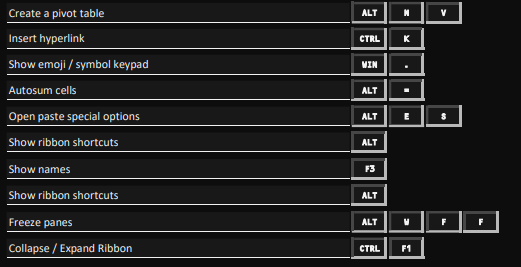 Create a pivot table ALT N V
Insert hyperlink CTRL K
Show emoji / symbol keypad WIN .
Autosum cells ALT =
Open paste special options ALT E S
Show ribbon shortcuts ALT
Show names F3
Show ribbon shortcuts ALT
Freeze panes ALT W F F
Collapse / Expand Ribbon CTRL F1